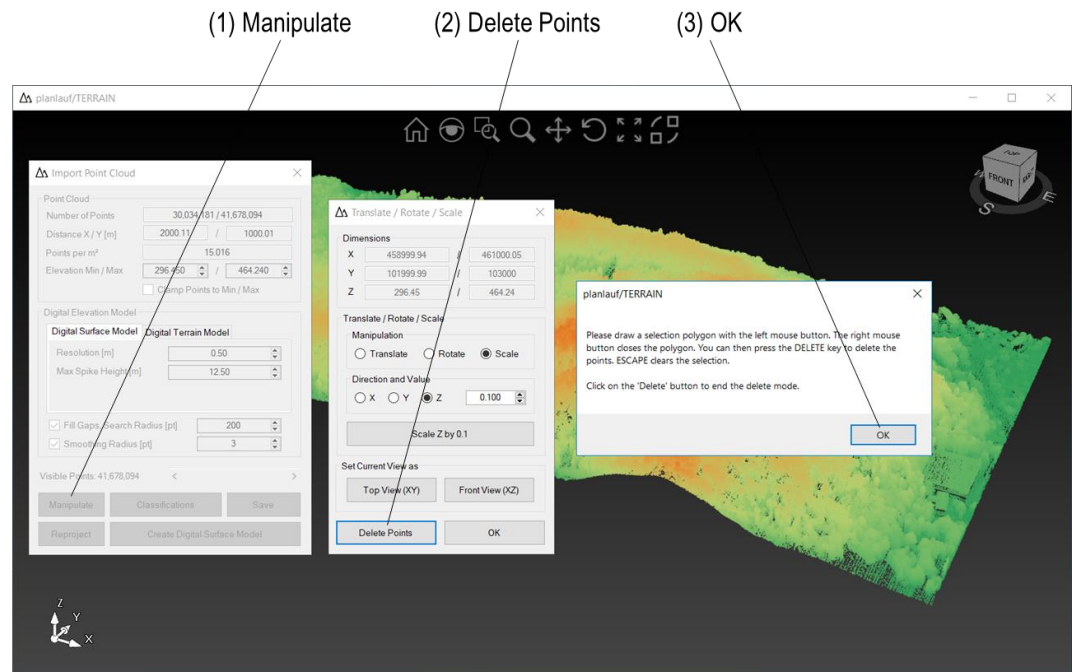 (1) Manipulate (2) Delete Points (3) OK
planlauf/TERRAIN
Import Point Cloud
Point Cloud
Number of Points 30,034,181 / 41,678,094
Distance X / Y [m] 2000.11 / 1000.01
Points per m² 15.016
Elevation Min / Max 296.450 / 464.240
Clamp Points to Min / Max
Digital Elevation Model
Digital Surface Model Digital Terrain Model
Resolution [m] 0.50
Max Spike Height [m] 12.50
Fill Gaps, Search Radius [pt] 200
Smoothing Radius [pt] 3
Visible Points: 41,678,094 < >
Manipulate Classifications Save
Reproject Create Digital Surface Model
Translate / Rotate / Scale
Dimensions
X 458999.94 / 461000.05
Y 101999.99 / 103000
Z 296.45 / 464.24
Translate / Rotate / Scale
Manipulation
Translate Rotate Scale
Direction and Value
X Y Z 0.100
Scale Z by 0.1
Set Current View as
Top View (XY) Front View (XZ)
Delete Points OK
planlauf/TERRAIN
Please draw a selection polygon with the left mouse button. The right mouse
button closes the polygon. You can then press the DELETE key to delete the
points. ESCAPE clears the selection.
Click on the 'Delete' button to end the delete mode.
OK
TOP
FRONT
S
E
Z
Y
X